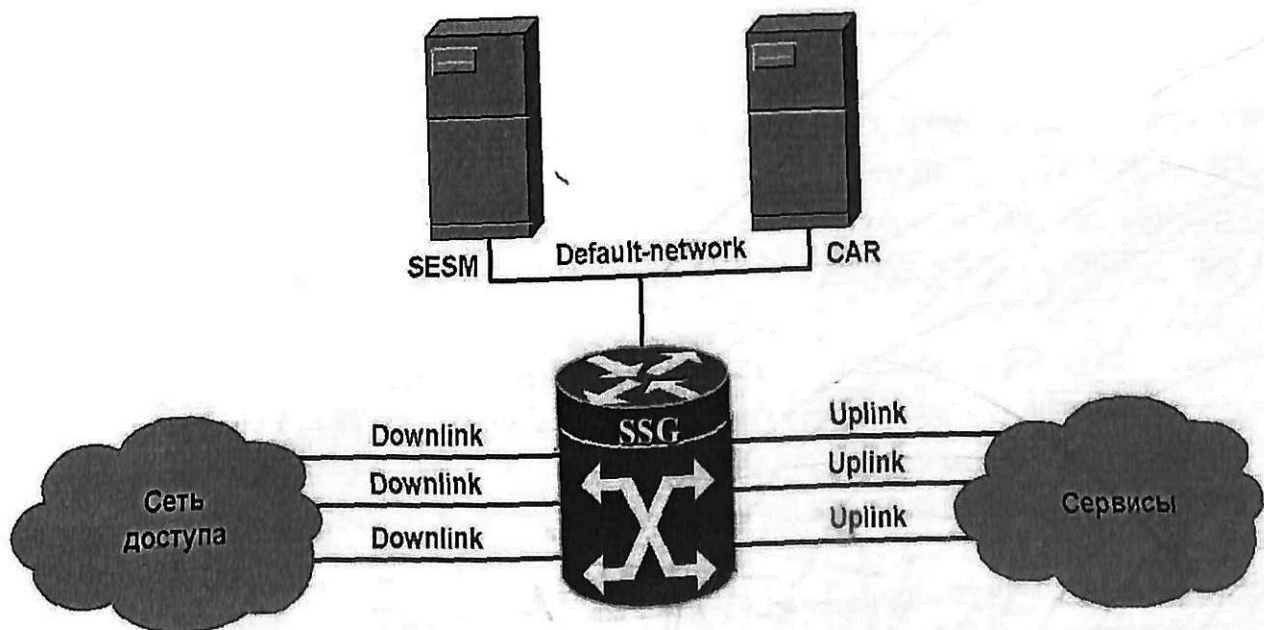 SESM
Default-network
CAR
SSG
Downlink
Downlink
Downlink
Uplink
Uplink
Uplink
Сеть
доступа
Сервисы